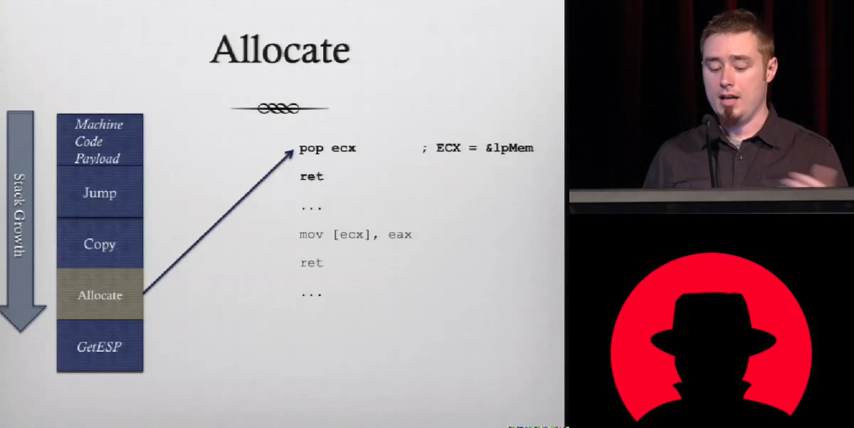 Allocate
Machine
Code
Payload
Jump
Copy
Allocate
GetESP
Stack Growth
pop ecx ; ECX = &lpMem
ret
...
mov [ecx], eax
ret
...